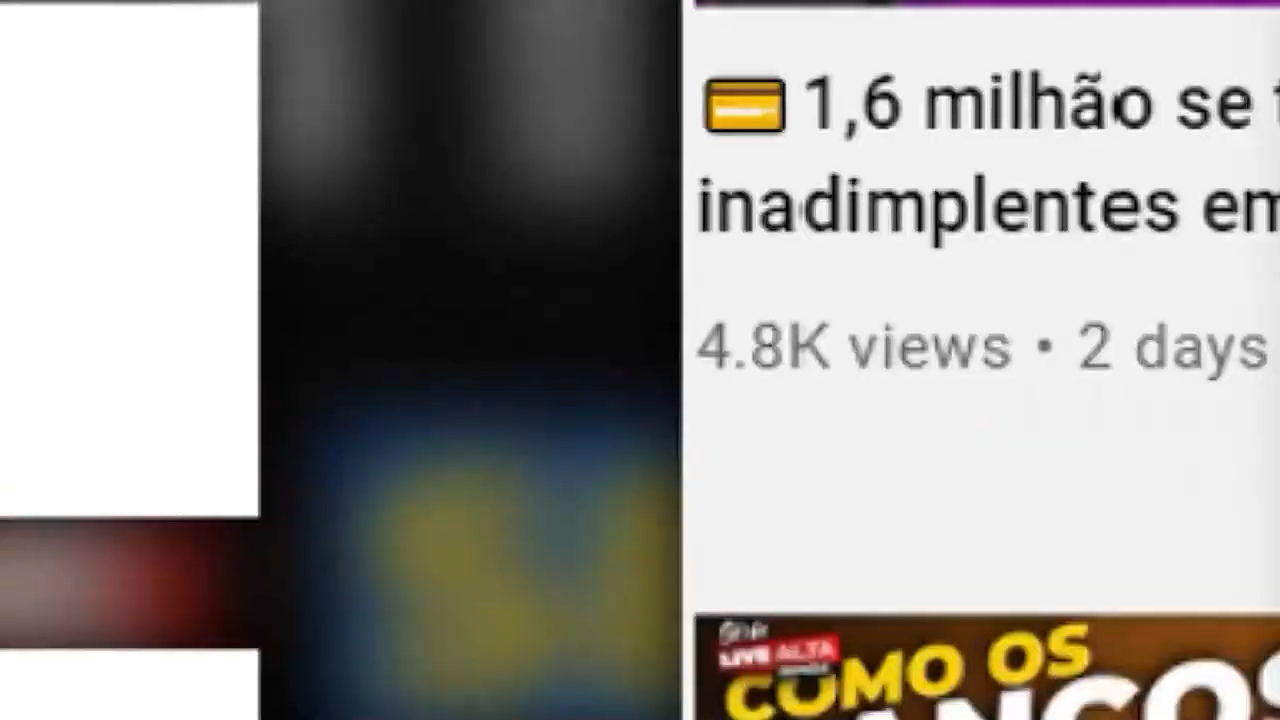 1,6 milhão se
inadimplentes em
4.8K views • 2 days
LIVE ALTA
COMO OS